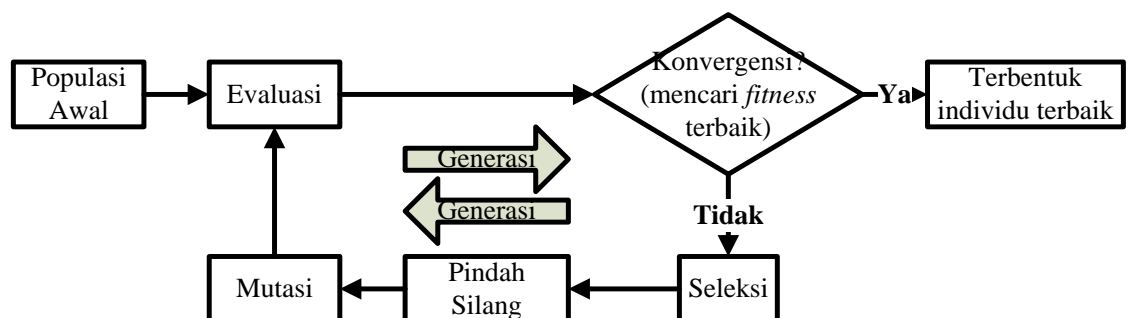 Populasi
Awal
Evaluasi
Konvergensi?
(mencari fitness
terbaik)
Ya
Terbentuk
individu terbaik
Generasi
Generasi
Tidak
Mutasi
Pindah
Silang
Seleksi